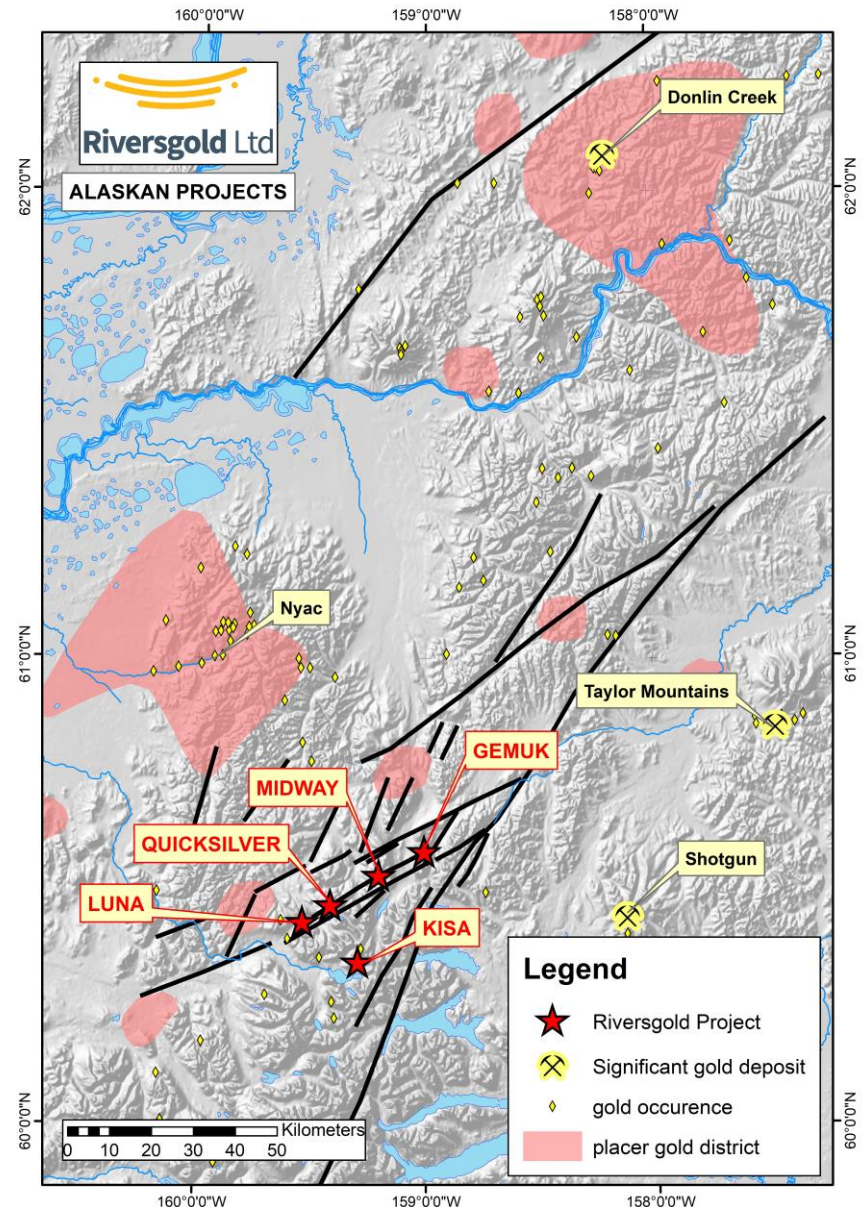 160°0'0"W
159°0'0"W
158°0'0"W
Riversgold Ltd
ALASKAN PROJECTS
Donlin Creek
62°0'0"N
62°0'0"N
Nyac
61°0'0"N
61°0'0"N
Taylor Mountains
GEMUK
MIDWAY
QUICKSILVER
Shotgun
LUNA
KISA
Legend
Riversgold Project
Significant gold deposit
gold occurence
placer gold district
60°0'0"N
60°0'0"N
Kilometers
0 10 20 30 40 50
160°0'0"W
159°0'0"W
158°0'0"W